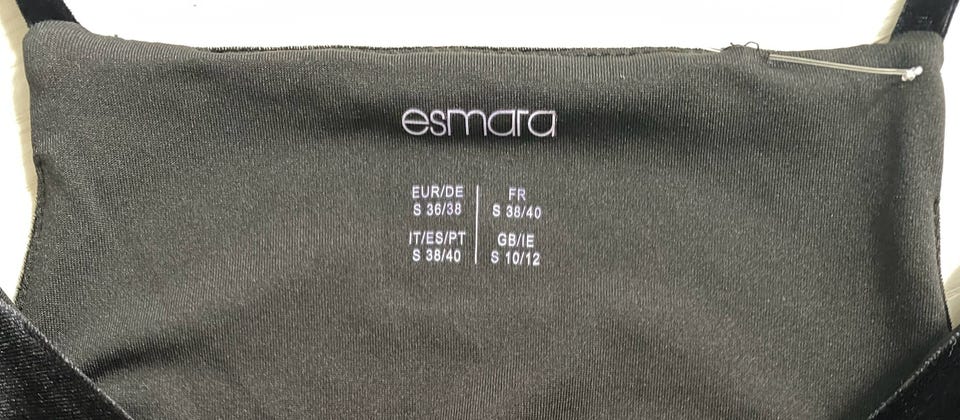 esmara
EUR/DE
S 36/38
FR
S 38/40
IT/ES/PT
S 38/40
GB/IE
S 10/12